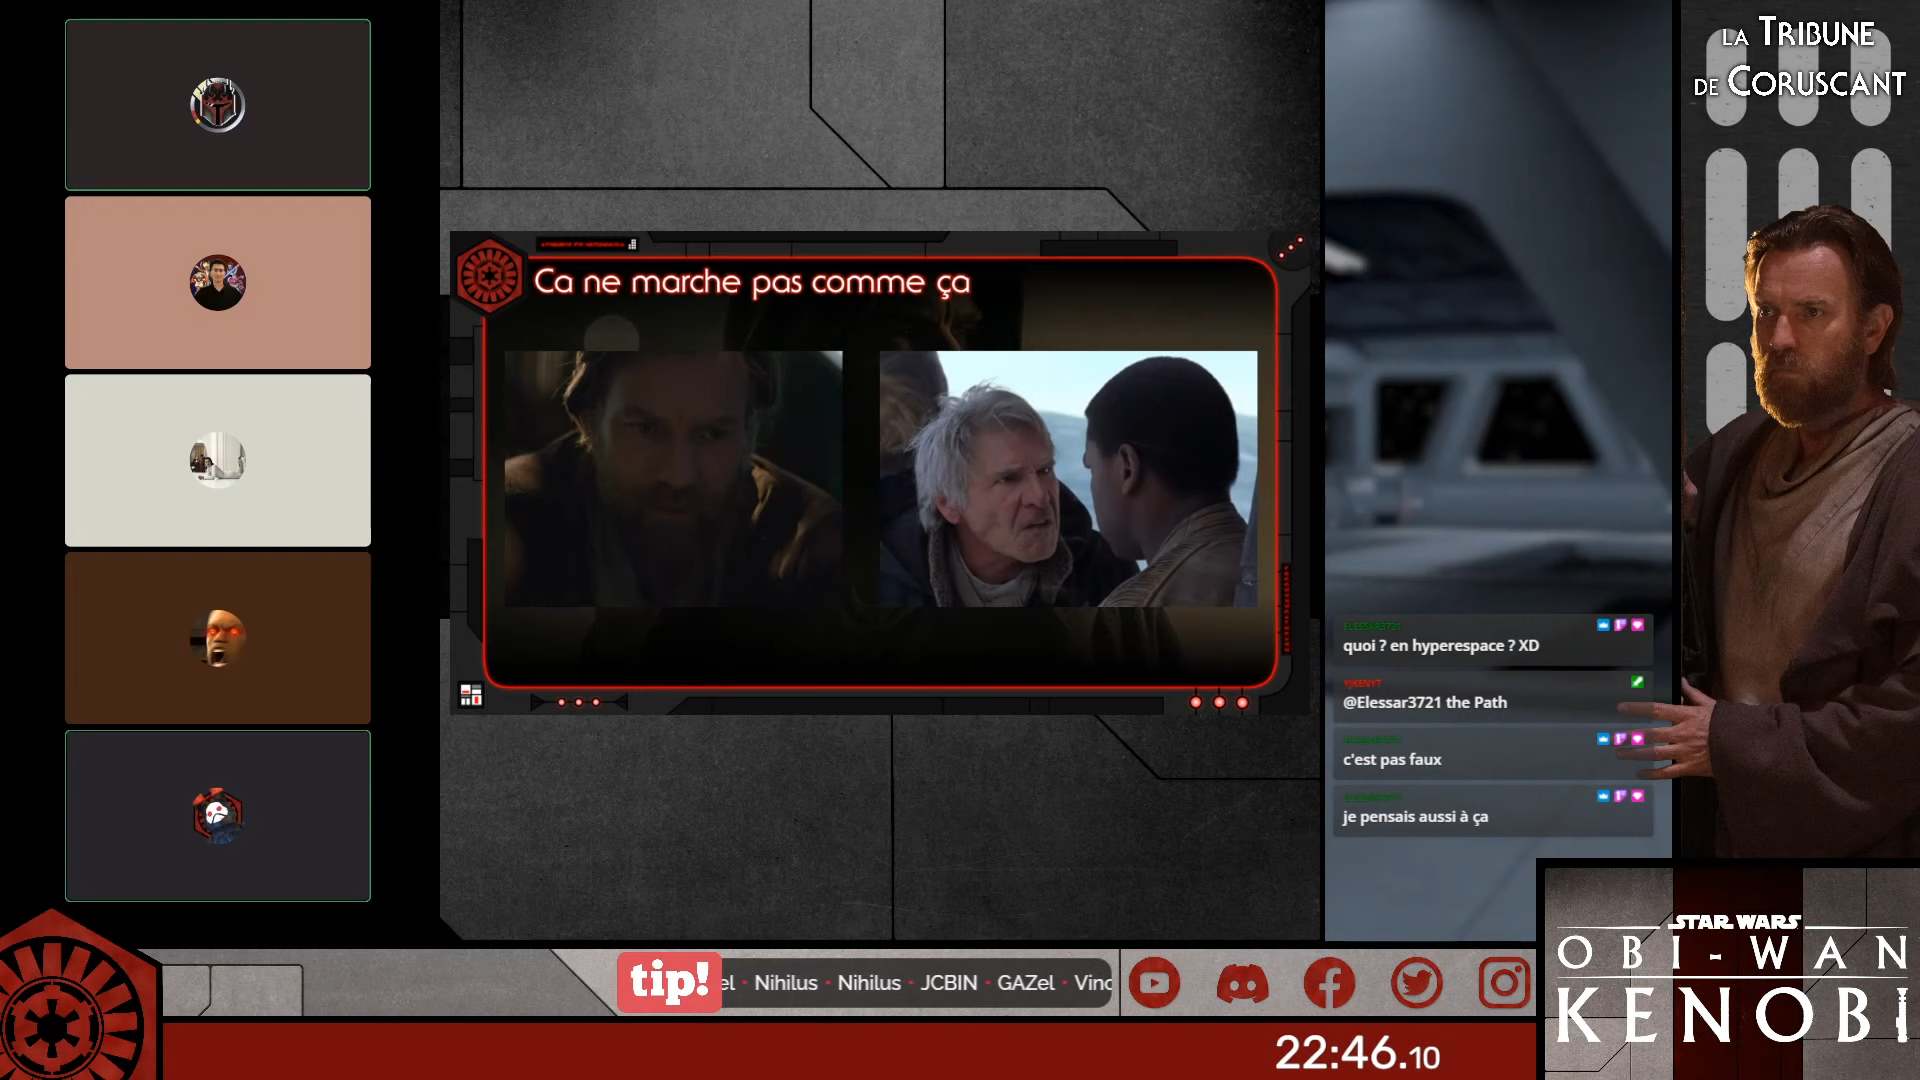 LA TRIBUNE
DE CORUSCANT
Ca ne marche pas comme ça
quoi ? en hyperespace ? XD
@Elessar3721 the Path
c'est pas faux
je pensais aussi à ça
tip!
el · Nihilus · Nihilus · JCBIN · GAZel · Vinc
22:46.10
STAR WARS
OBI-WAN
KENOBI